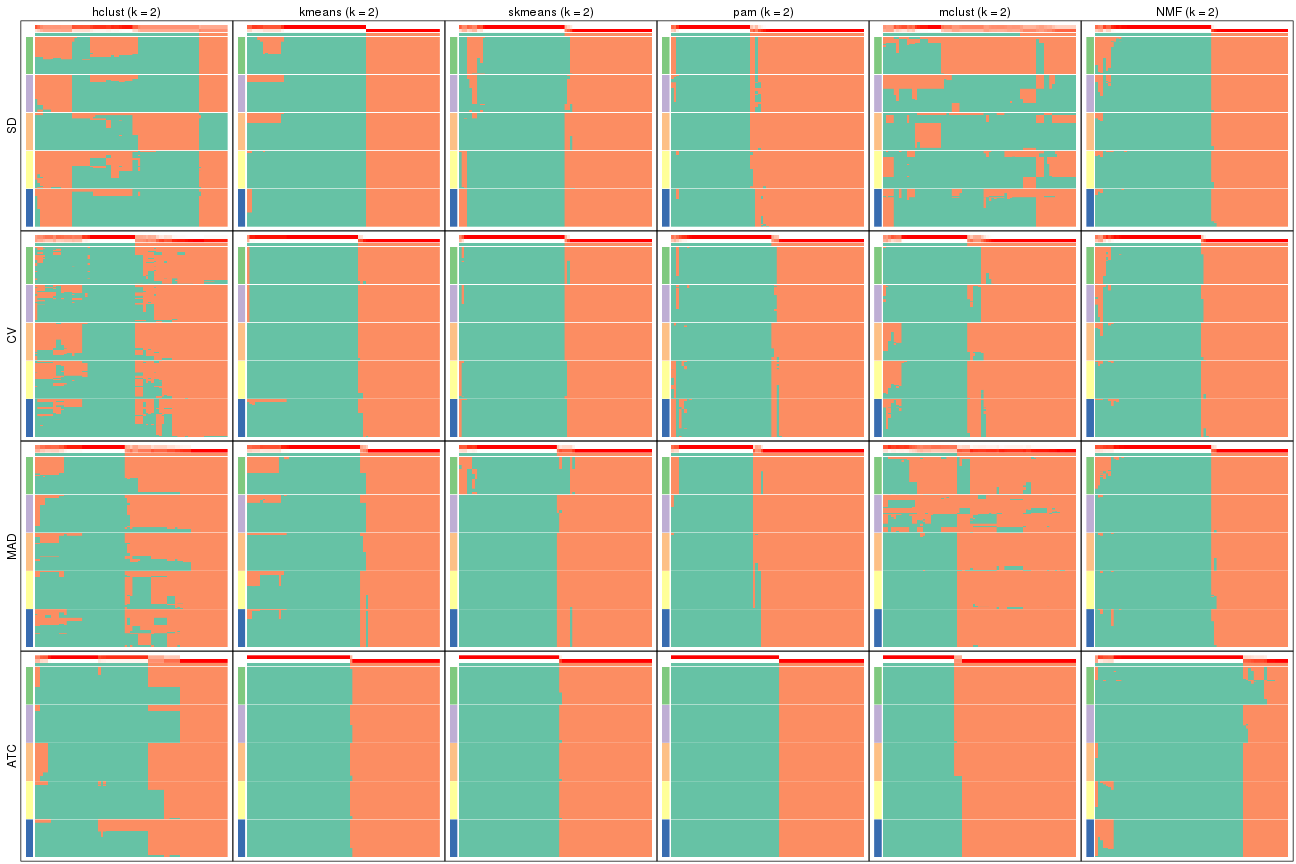 hclust (k = 2)
kmeans (k = 2)
skmeans (k = 2)
pam (k = 2)
mclust (k = 2)
NMF (k = 2)
SD
CV
MAD
ATC